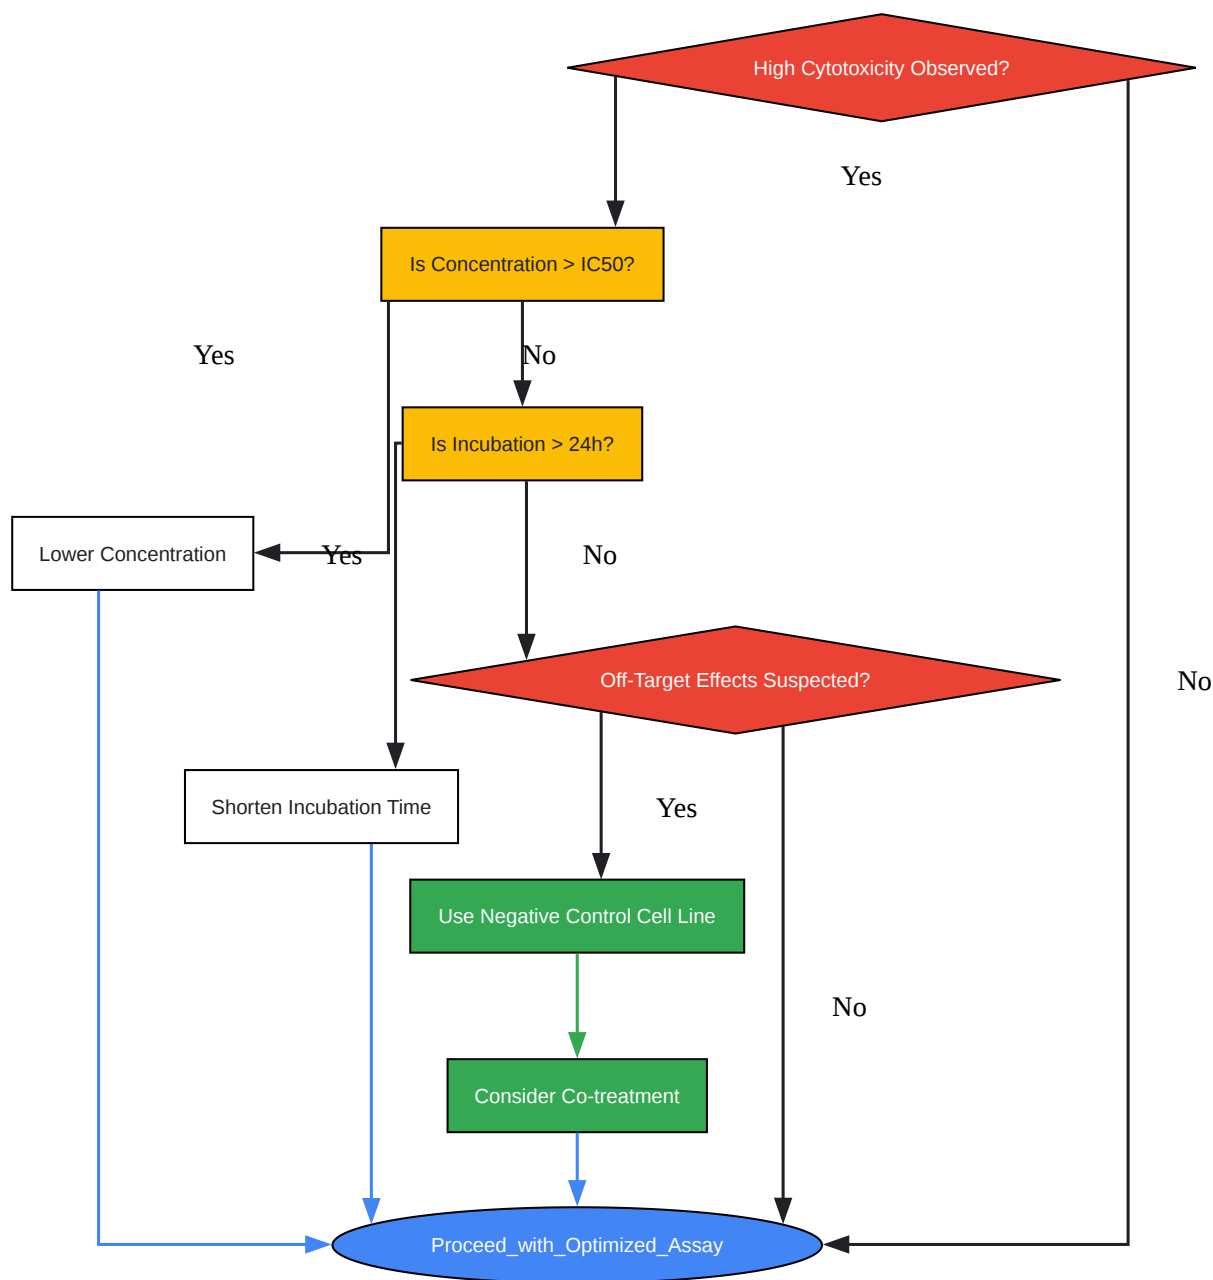 High Cytotoxicity Observed?
Yes
Is Concentration > IC50?
Yes
No
Is Incubation > 24h?
Lower Concentration
Yes
No
Off-Target Effects Suspected?
No
Shorten Incubation Time
Yes
Use Negative Control Cell Line
No
Consider Co-treatment
Proceed_with_Optimized_Assay